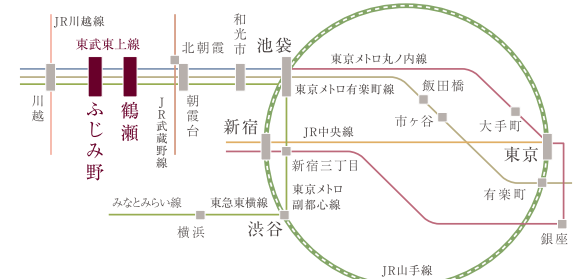 JR川越線
東武東上線
北朝霞
和光市
池袋
東京メトロ丸ノ内線
東京メトロ有楽町線
飯田橋
川越
ふじみ野
鶴瀬
JR武蔵野線
朝霞台
市ヶ谷
大手町
新宿
JR中央線
東京
新宿三丁目
東京メトロ
副都心線
有楽町
みなとみらい線
東急東横線
横浜
渋谷
銀座
JR山手線